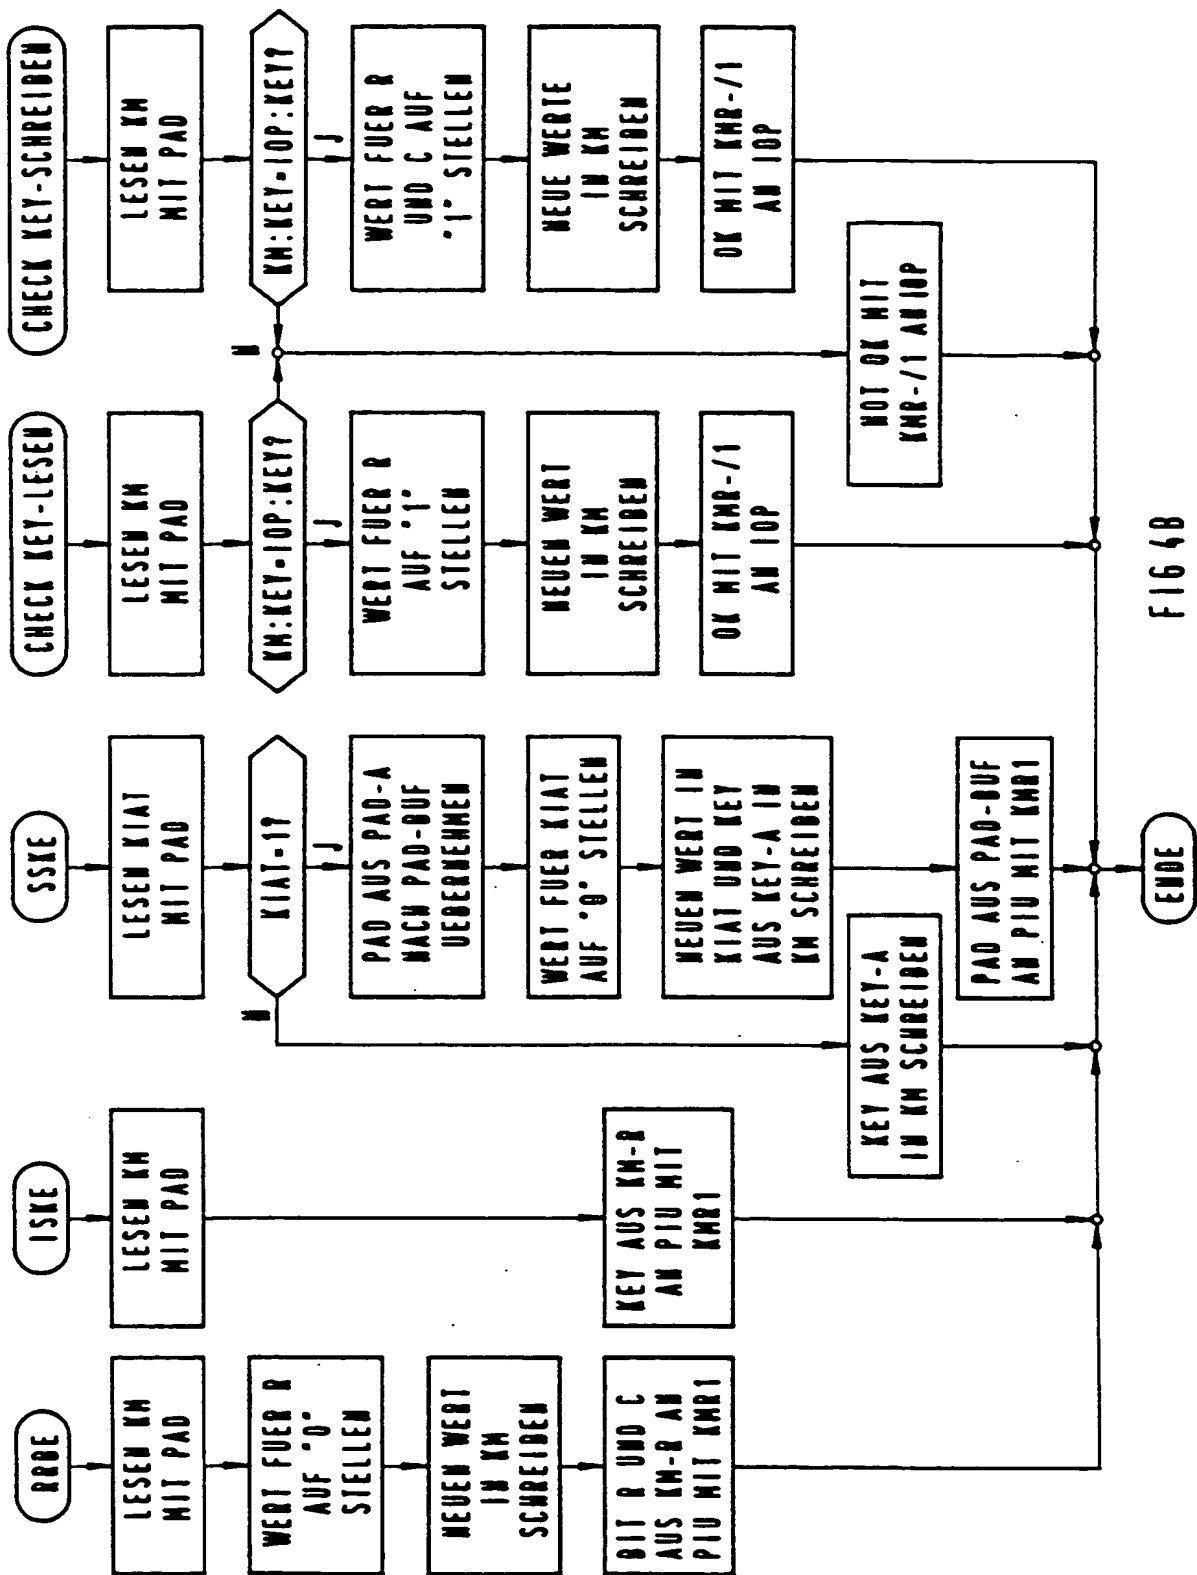 RRBE
LESEN KM
MIT PAD
WERT FUER R
AUF "0"
STELLEN
NEUEN WERT
IN KM
SCHREIBEN
BIT R UND C
AUS KM-R AN
PIU MIT KMR1
ISKE
LESEN KM
MIT PAD
KEY AUS KM-R
AN PIU MIT
KMR1
SSKE
LESEN KIAT
MIT PAD
KIAT=1?
N
J
PAD AUS PAD-A
NACH PAD-BUF
UEBERNEHMEN
WERT FUER KIAT
AUF "0" STELLEN
NEUEN WERT IN
KIAT UND KEY
AUS KEY-A IN
KM SCHREIBEN
KEY AUS KEY-A
IN KM SCHREIBEN
PAD AUS PAD-BUF
AN PIU MIT KMR1
ENDE
CHECK KEY-LESEN
LESEN KM
MIT PAD
KM:KEY=IOP:KEY?
J
WERT FUER R
AUF "1"
STELLEN
NEUEN WERT
IN KM
SCHREIBEN
OK MIT KMR-/1
AN IOP
N
NOT OK MIT
KMR-/1 AN IOP
CHECK KEY-SCHREIBEN
LESEN KM
MIT PAD
KM:KEY=IOP:KEY?
J
WERT FUER R
UND C AUF
"1" STELLEN
NEUE WERTE
IN KM
SCHREIBEN
OK MIT KMR-/1
AN IOP
FIG 4B